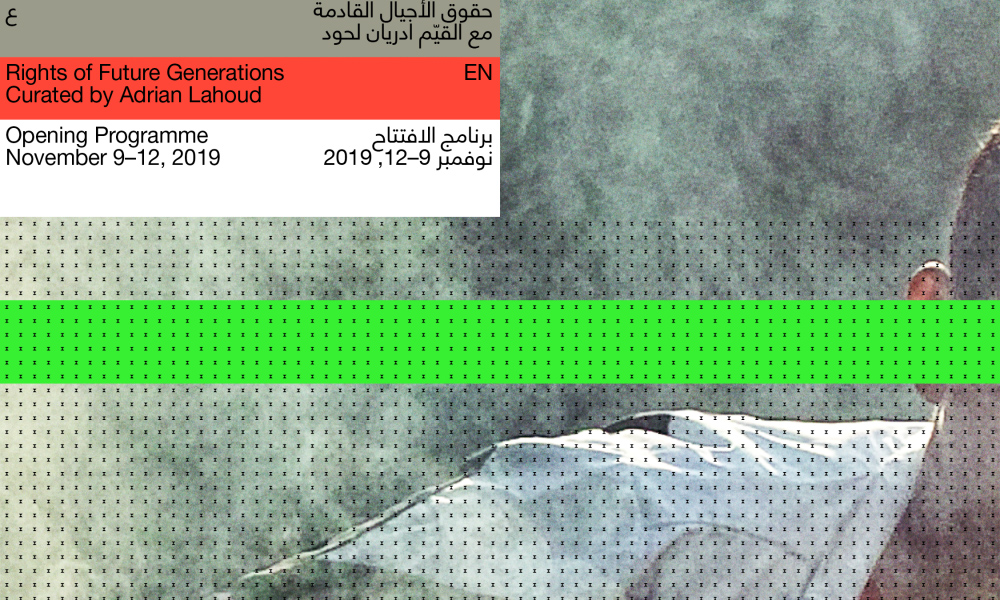 ع
حقوق الأجيال القادمة
مع القيّم ادريان لحود
Rights of Future Generations
EN
Curated by Adrian Lahoud
Opening Programme
برنامج الافتتاح
November 9–12, 2019
نوفمبر 9–12, 2019